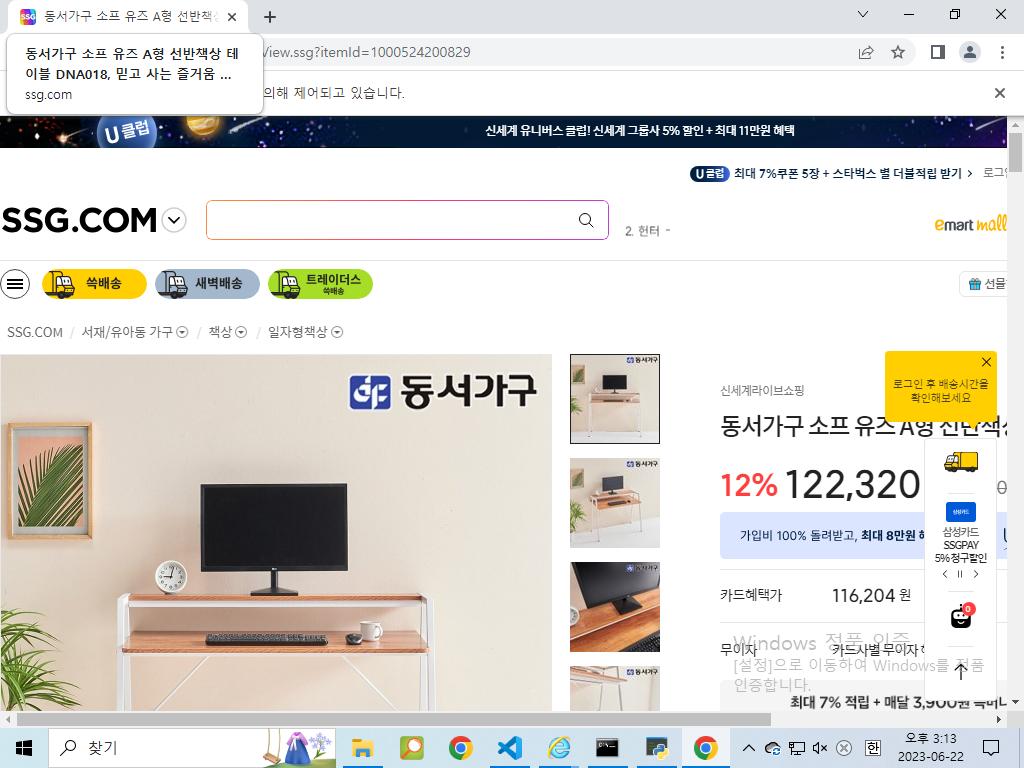 동서가구 소프 유즈 A형 선반책상
동서가구 소프 유즈 A형 선반책상 테
이블 DNA018, 믿고 사는 즐거움 ...
ssg.com
View.ssg?itemId=1000524200829
의해 제어되고 있습니다.
U 클럽
신세계 유니버스 클럽! 신세계 그룹사 5% 할인 + 최대 11만원 혜택
U 클럽 최대 7%쿠폰 5장 + 스타벅스 별 더블적립 받기 >
SSG.COM
2. 헌터 -
emart mall
쓱배송
새벽배송
트레이더스
쓱배송
선물
SSG.COM / 서재/유아동 가구 / 책상 / 일자형책상
동서가구
로그인 후 배송시간을
확인해보세요
신세계라이브쇼핑
동서가구 소프 유즈 A형 선반책상
12% 122,320
가입비 100% 돌려받고, 최대 8만원
삼성카드
삼성카드
SSGPAY
5% 청구할인
카드혜택가 116,204 원
0
무이자 카드사별 무이자
Windows 정품 인증
[설정]으로 이동하여 Windows를 정품
인증합니다.
최대 7% 적립 + 매달 3,900원
찾기
한
오후 3:13
2023-06-22